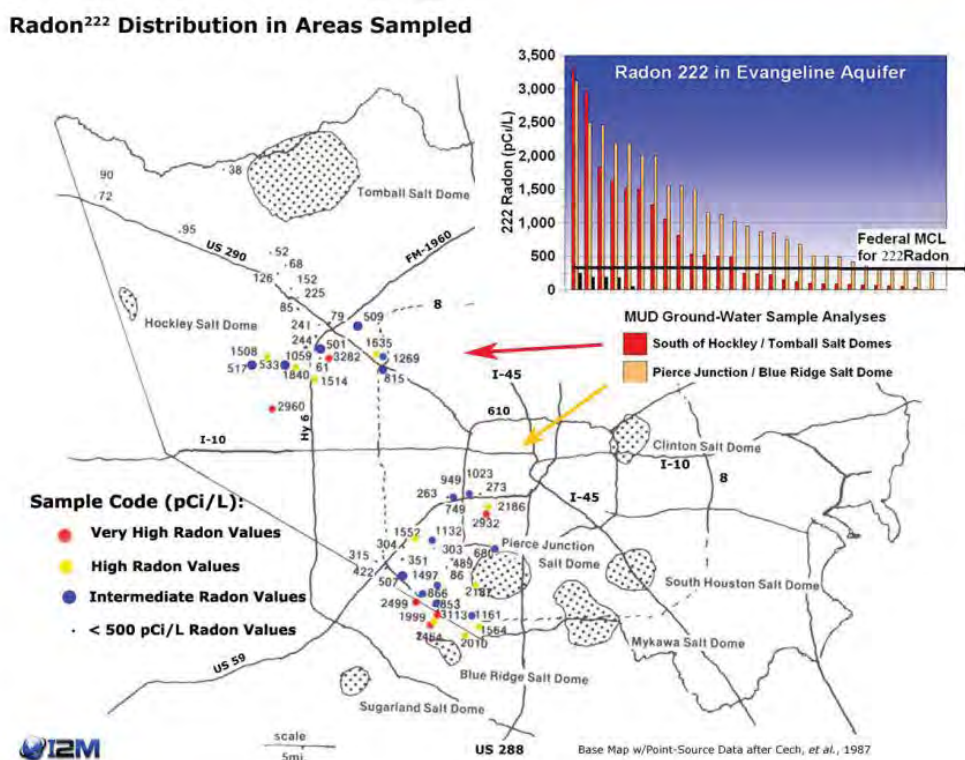 Radon²²² Distribution in Areas Sampled
3,500
3,000
2,500
2,000
1,500
1,000
500
0
222 Radon (pCi/L)
Radon 222 in Evangeline Aquifer
Federal MCL
for 222Radon
MUD Ground-Water Sample Analyses
South of Hockley / Tomball Salt Domes
Pierce Junction / Blue Ridge Salt Dome
38
90
72
Tomball Salt Dome
95
US 290
FM-1960
52
68
126
152
225
85
8
Hockley Salt Dome
241
79
509
244
501
1635
1508
1059
3282
1269
517
533
61
1840
1514
815
2960
Hy 6
I-45
610
I-10
Clinton Salt Dome
I-10
8
I-45
949
1023
273
263
749
2186
2932
Sample Code (pCi/L):
Very High Radon Values
High Radon Values
Intermediate Radon Values
< 500 pCi/L Radon Values
1552
1132
304
303
680
Pierce Junction
Salt Dome
315
351
489
422
507
1497
86
South Houston Salt Dome
866
2499
853
1999
3113
1161
1564
2010
Mykawa Salt Dome
US 59
Blue Ridge Salt Dome
Sugarland Salt Dome
I2M
scale
5mi.
US 288
Base Map w/Point-Source Data after Cech, et al., 1987